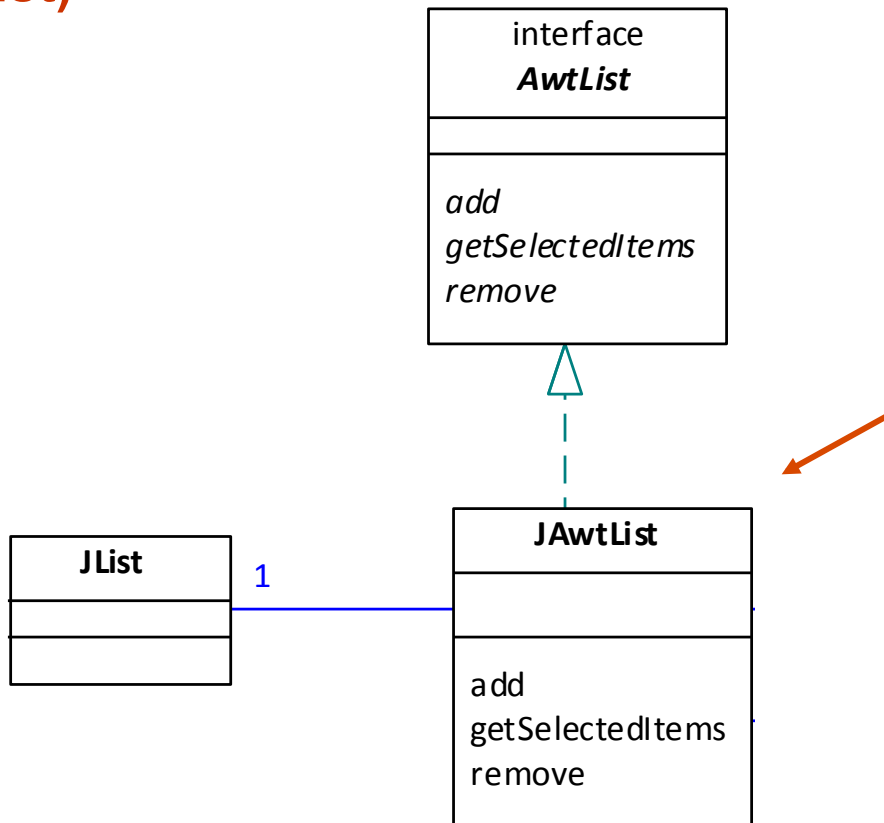 interface
AwtList
add
getSelectedItems
remove
JList
1
JAwtList
add
getSelectedItems
remove